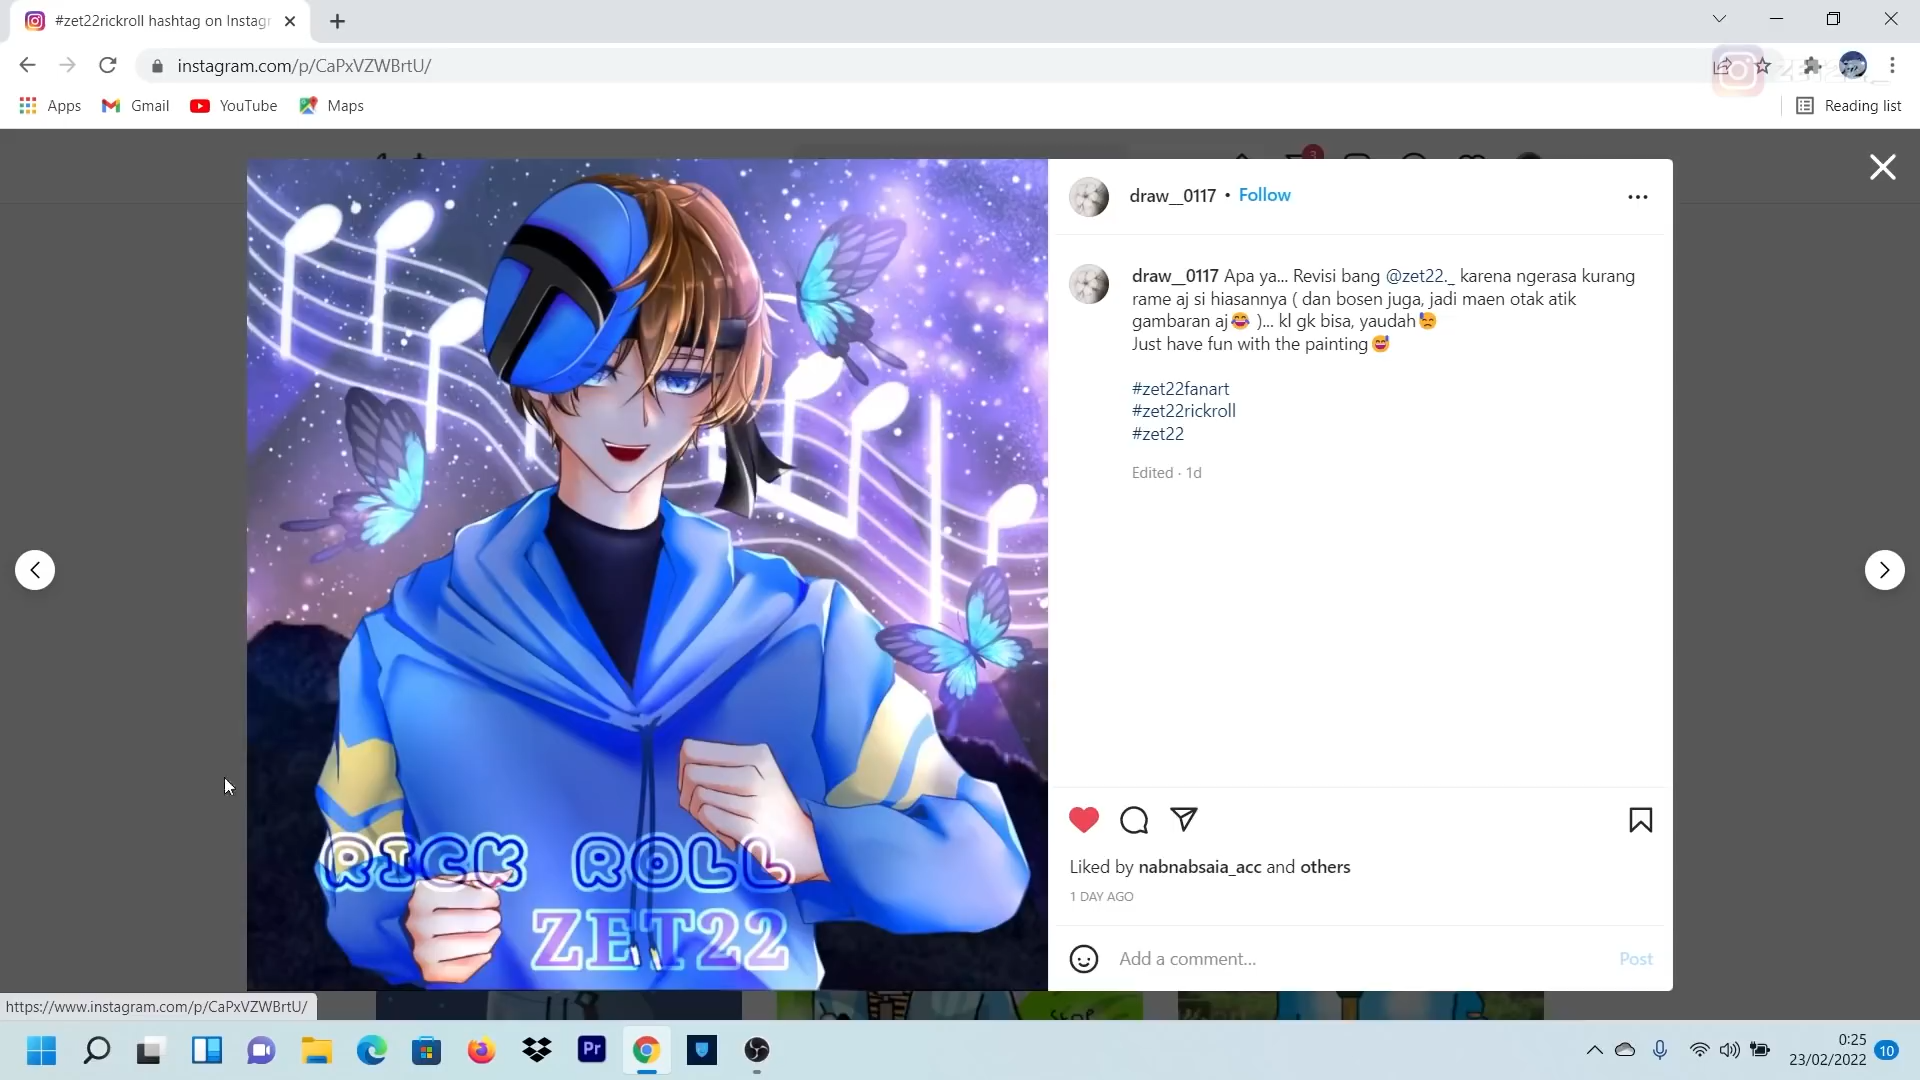 #zet22rickroll hashtag on Instagr
instagram.com/p/CaPxVZWBrtU/
Apps Gmail YouTube Maps Reading list
3
draw__0117 • Follow
draw__0117 Apa ya... Revisi bang @zet22._ karena ngerasa kurang
rame aj si hiasannya ( dan bosen juga, jadi maen otak atik
gambaran aj😂 )... kl gk bisa, yaudah😓
Just have fun with the painting😅
#zet22fanart
#zet22rickroll
#zet22
Edited · 1d
RICK ROLL
ZET22
Liked by nabnabsaia_acc and others
1 DAY AGO
Add a comment...
Post
https://www.instagram.com/p/CaPxVZWBrtU/
Pr
0:25
23/02/2022
10